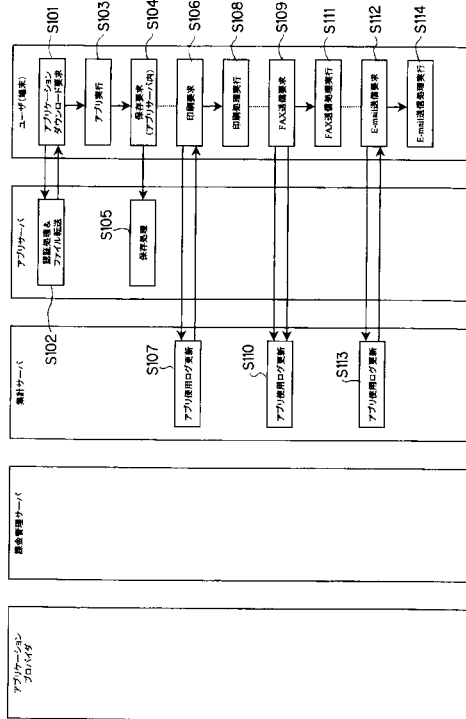 ユーザ(端末)
S101
アプリケーション
ダウンロード要求
S103
アプリ実行
S104
保存要求
(アプリサーバ内)
S106
印刷要求
S108
印刷処理実行
S109
FAX送信要求
S111
FAX送信処理実行
S112
E-mail送信要求
S114
E-mail送信処理実行
アプリサーバ
認証処理&
ファイル転送
S102
S105
保存処理
集計サーバ
S107
アプリ使用ログ更新
S110
アプリ使用ログ更新
S113
アプリ使用ログ更新
課金管理サーバ
アプリケーション
プロバイダ